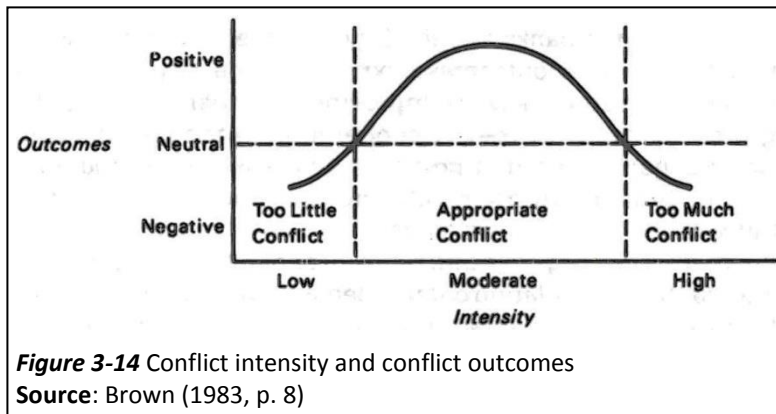 Positive
Outcomes
Neutral
Negative
Too Little
Conflict
Appropriate
Conflict
Too Much
Conflict
Low
Moderate
High
Intensity
Figure 3-14 Conflict intensity and conflict outcomes
Source: Brown (1983, p. 8)